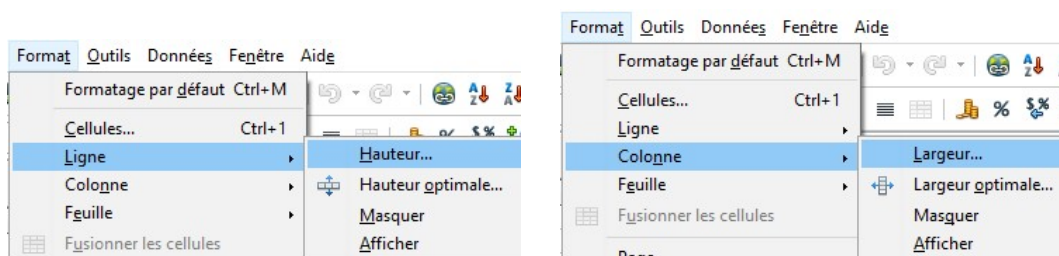 Format Outils Données Fenêtre Aide
Formatage par défaut Ctrl+M
Cellules... Ctrl+1
Ligne
Colonne
Feuille
Fusionner les cellules
Hauteur...
Hauteur optimale...
Masquer
Afficher
Format Outils Données Fenêtre Aide
Formatage par défaut Ctrl+M
Cellules... Ctrl+1
Ligne
Colonne
Feuille
Fusionner les cellules
Largeur...
Largeur optimale...
Masquer
Afficher